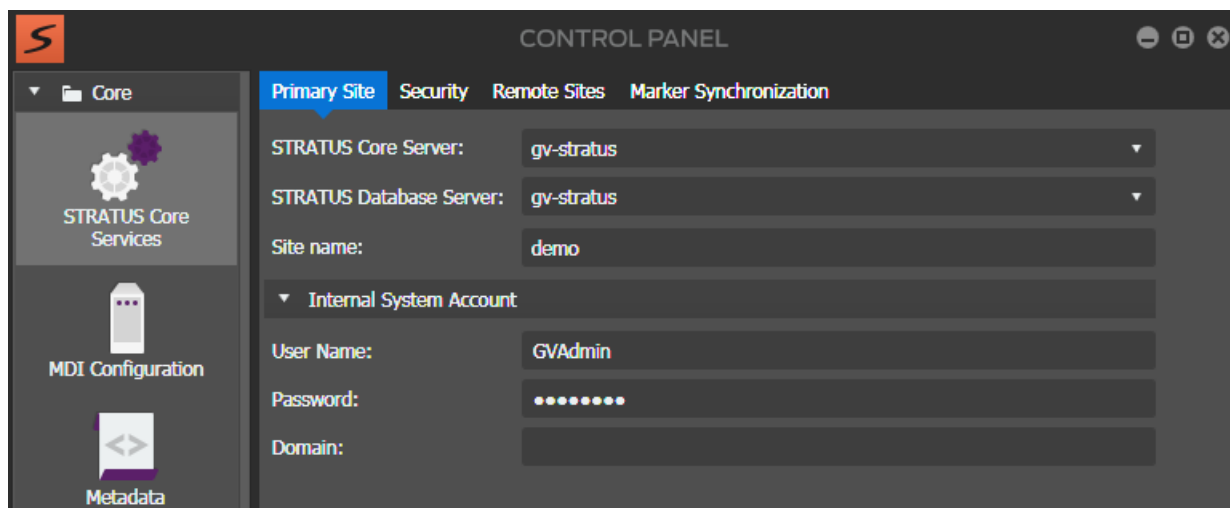 CONTROL PANEL
Core
Primary Site Security Remote Sites Marker Synchronization
STRATUS Core Server: gv-stratus
STRATUS Database Server: gv-stratus
STRATUS Core
Services
Site name: demo
Internal System Account
User Name: GVAdmin
MDI Configuration
Password: ••••••••
Domain:
Metadata